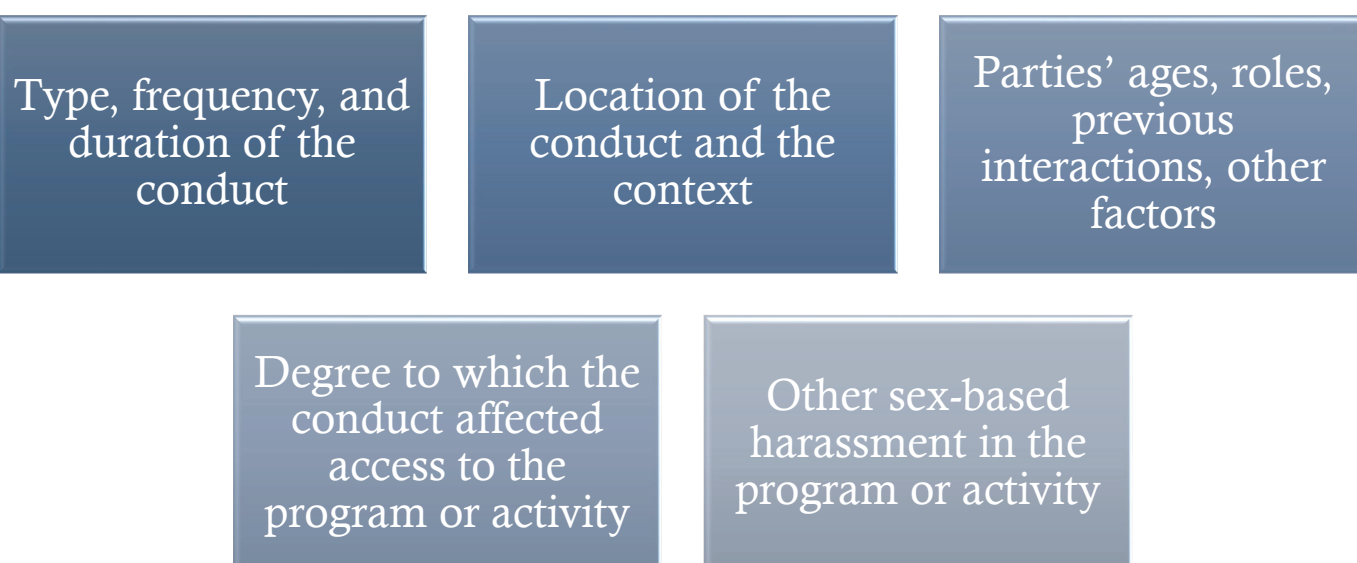 Type, frequency, and
duration of the
conduct
Location of the
conduct and the
context
Parties’ ages, roles,
previous
interactions, other
factors
Degree to which the
conduct affected
access to the
program or activity
Other sex-based
harassment in the
program or activity